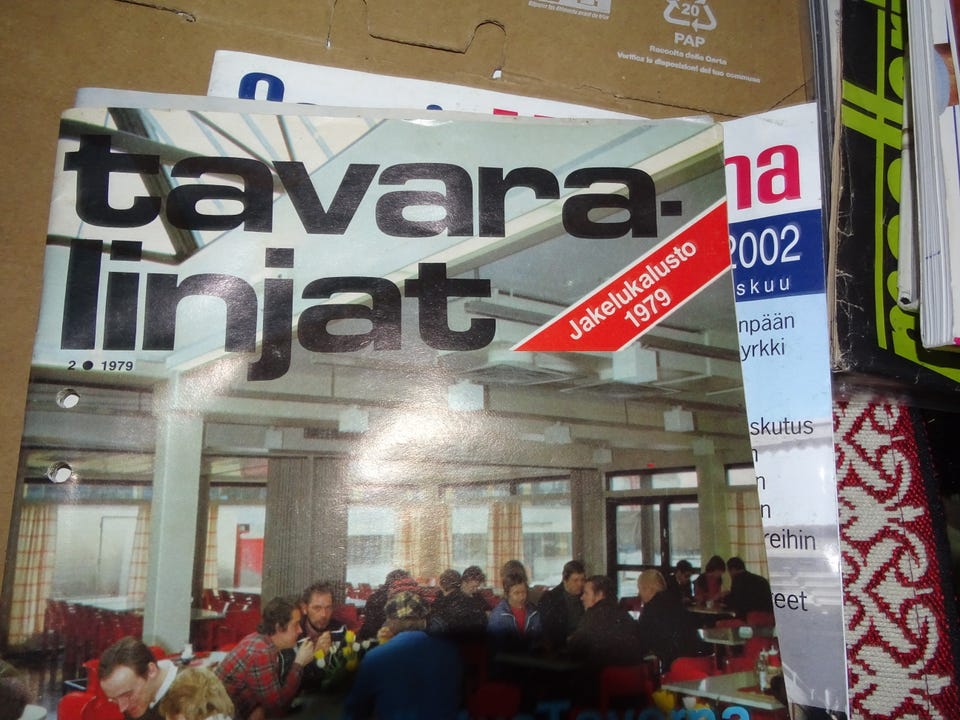 20
PAP
Raccolta della Carta
Verifica le disposizioni del tuo comune
tavara-
linjat
Jakelukalusto
1979
2 ● 1979
na
2002
skuu
npään
yrkki
skutus
n
n
n
reihin
reet